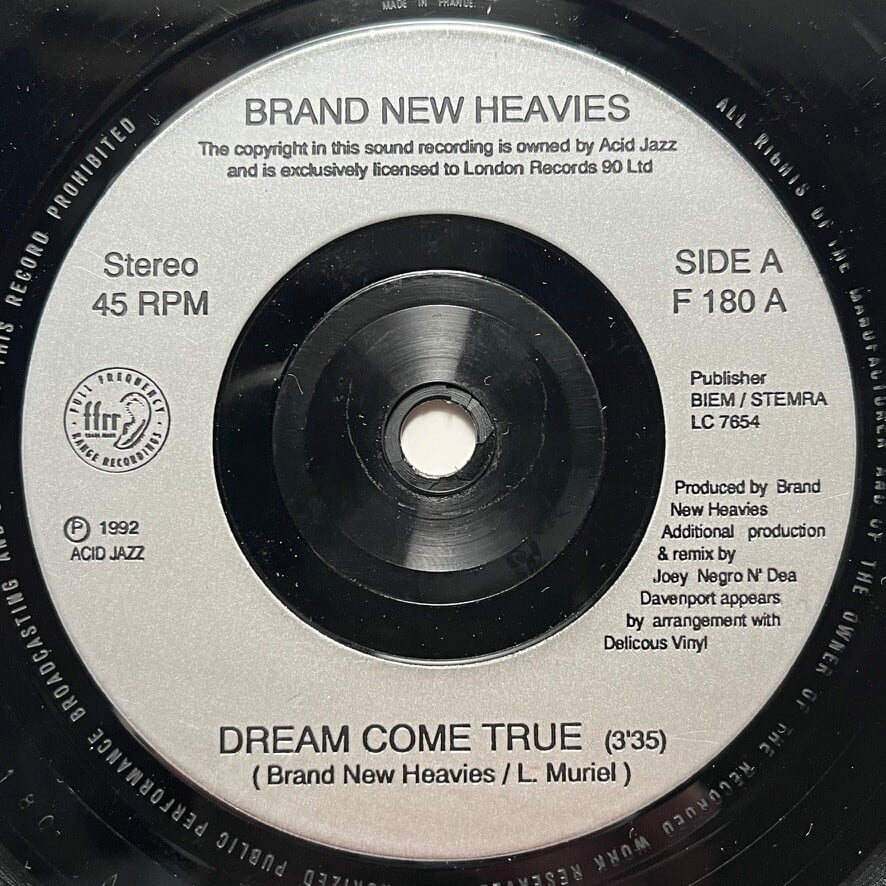 MADE IN FRANCE.
BRAND NEW HEAVIES
The copyright in this sound recording is owned by Acid Jazz
and is exclusively licensed to London Records 90 Ltd
Stereo
45 RPM
SIDE A
F 180 A
FULL FREQUENCY
ffrr
TRADE MARK
RANGE RECORDINGS
Publisher
BIEM / STEMRA
LC 7654
Ⓟ 1992
ACID JAZZ
Produced by Brand
New Heavies
Additional production
& remix by
Joey Negro N' Dea
Davenport appears
by arrangement with
Delicous Vinyl
DREAM COME TRUE (3'35)
( Brand New Heavies / L. Muriel )
ALL RIGHTS OF THE MANUFACTURER AND OF THE OWNER OF THE RECORDED WORK
PUBLIC PERFORMANCE BROADCASTING AND
THIS RECORD PROHIBITED